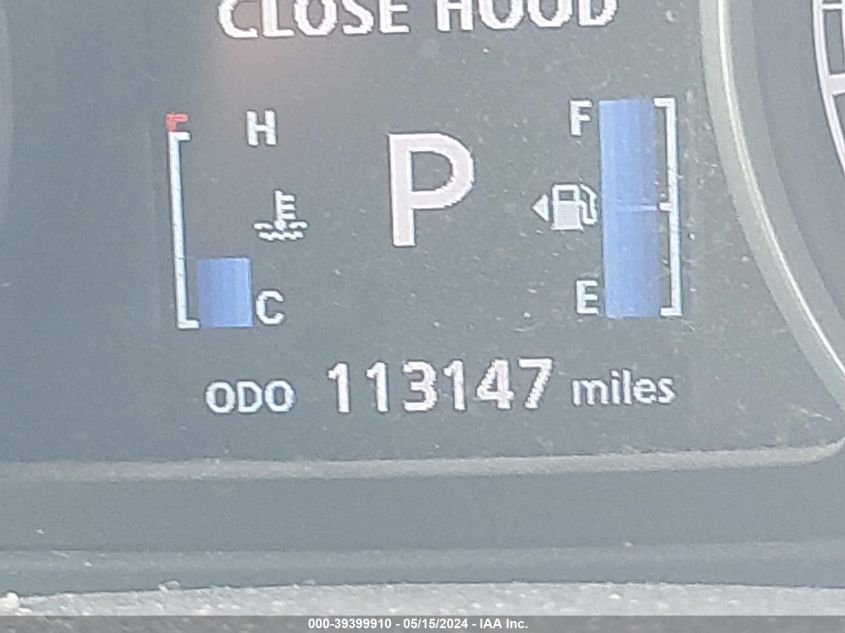 CLOSE HOOD
H
F
P
E
C
E
ODO 113147 miles
000-39399910 - 05/15/2024 - IAA Inc.